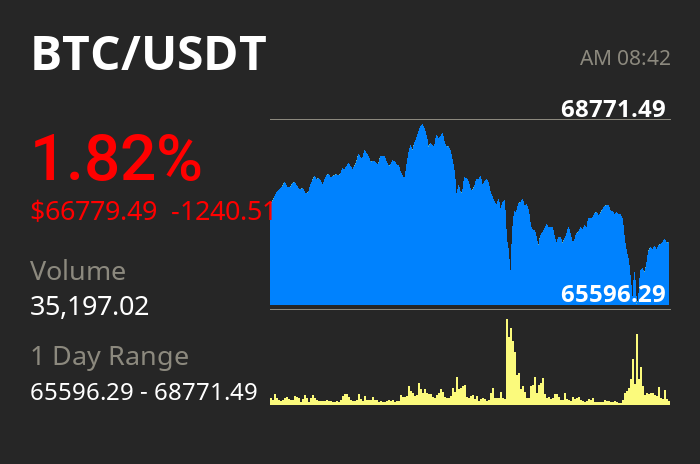 BTC/USDT
AM 08:42
68771.49
1.82%
$66779.49 -1240.51
Volume
35,197.02
65596.29
1 Day Range
65596.29 - 68771.49